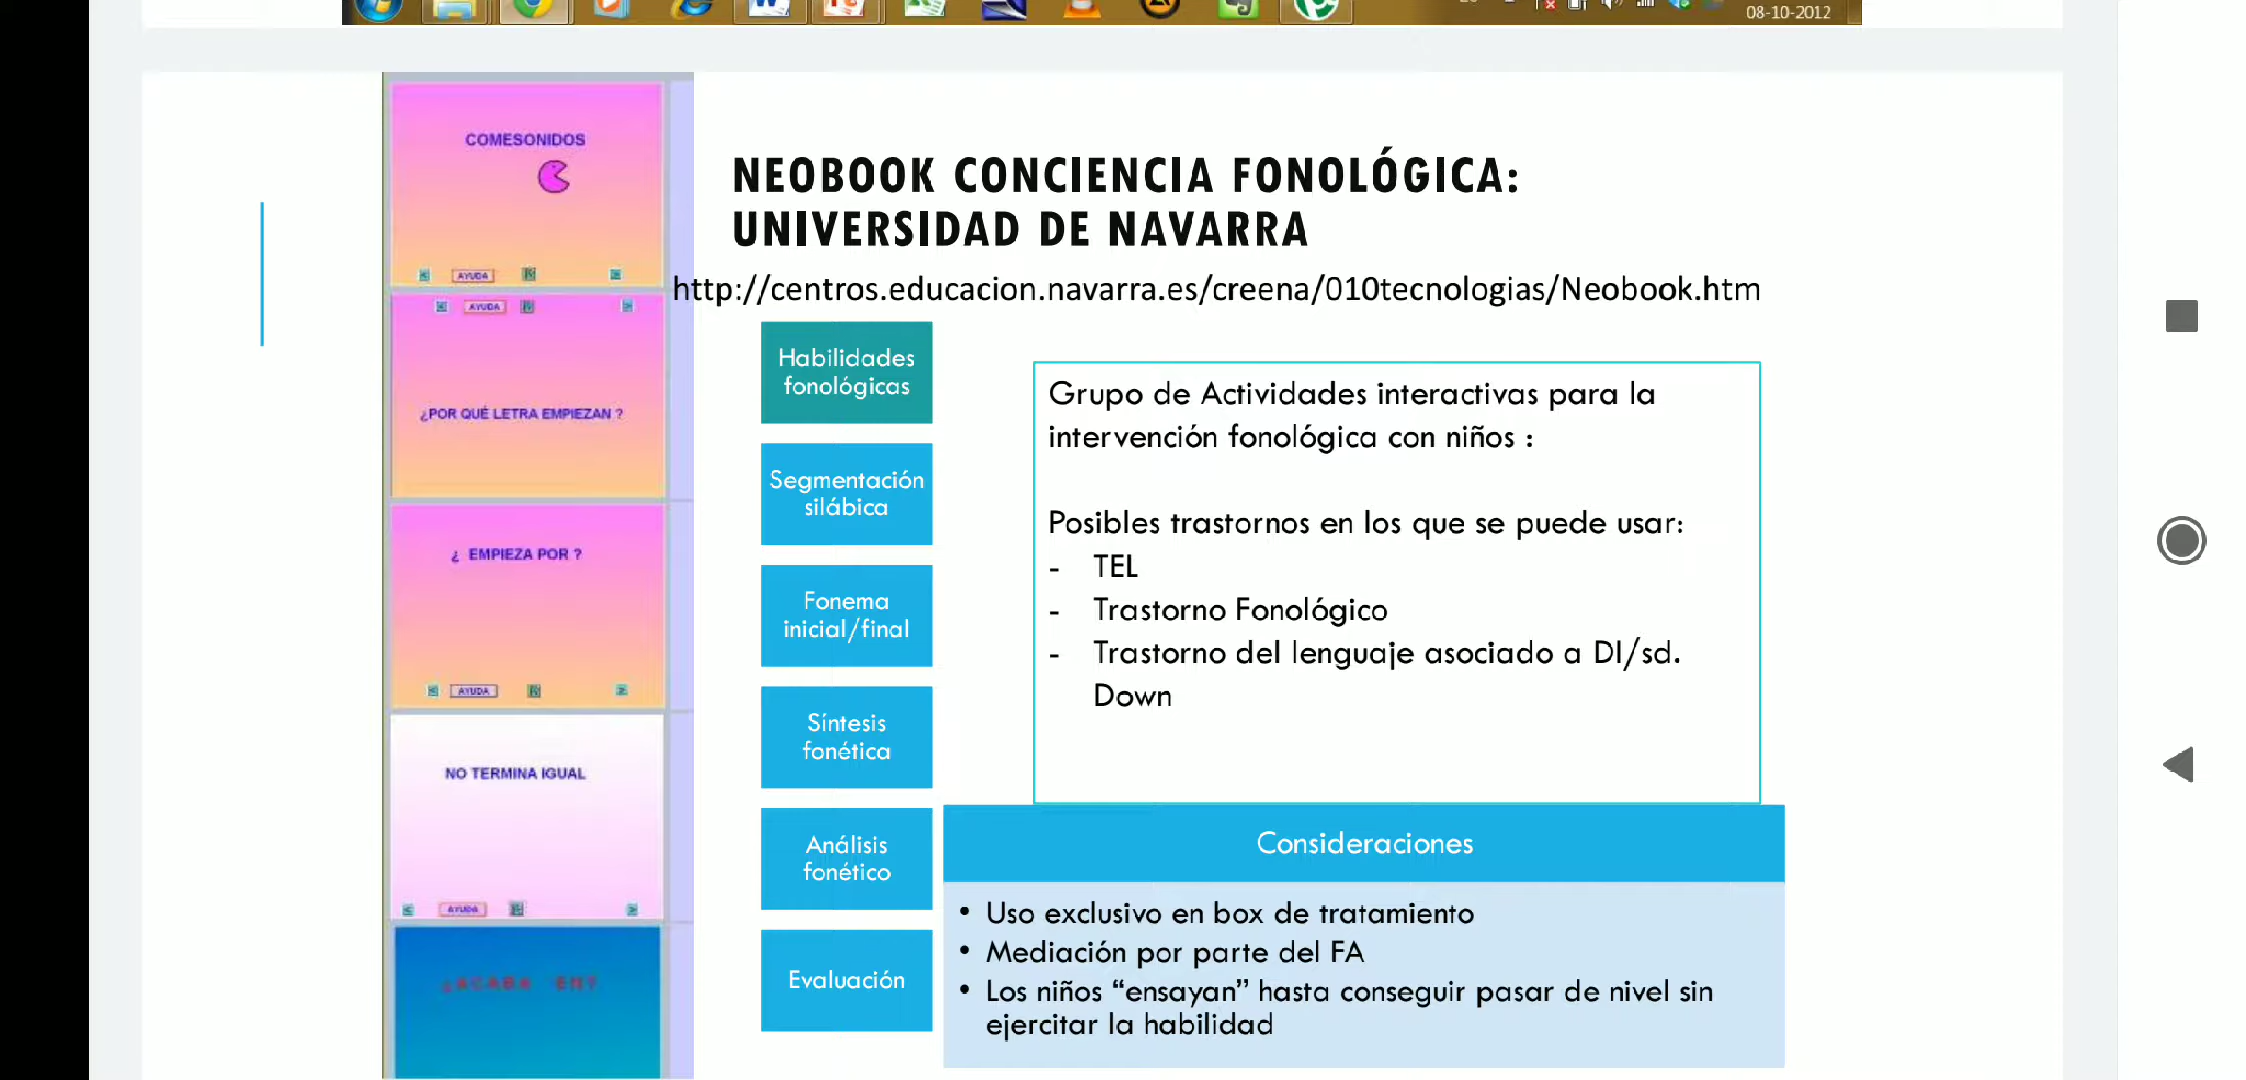 08-10-2012
COMESONIDOS
AYUDA
AYUDA
¿POR QUÉ LETRA EMPIEZAN ?
¿ EMPIEZA POR ?
AYUDA
NO TERMINA IGUAL
AYUDA
¿ACABA EN?
NEOBOOK CONCIENCIA FONOLÓGICA:
UNIVERSIDAD DE NAVARRA
http://centros.educacion.navarra.es/creena/010tecnologias/Neobook.htm
Habilidades
fonológicas
Segmentación
silábica
Fonema
inicial/final
Síntesis
fonética
Análisis
fonético
Evaluación
Grupo de Actividades interactivas para la
intervención fonológica con niños :
Posibles trastornos en los que se puede usar:
- TEL
- Trastorno Fonológico
- Trastorno del lenguaje asociado a DI/sd.
Down
Consideraciones
• Uso exclusivo en box de tratamiento
• Mediación por parte del FA
• Los niños “ensayan” hasta conseguir pasar de nivel sin
ejercitar la habilidad